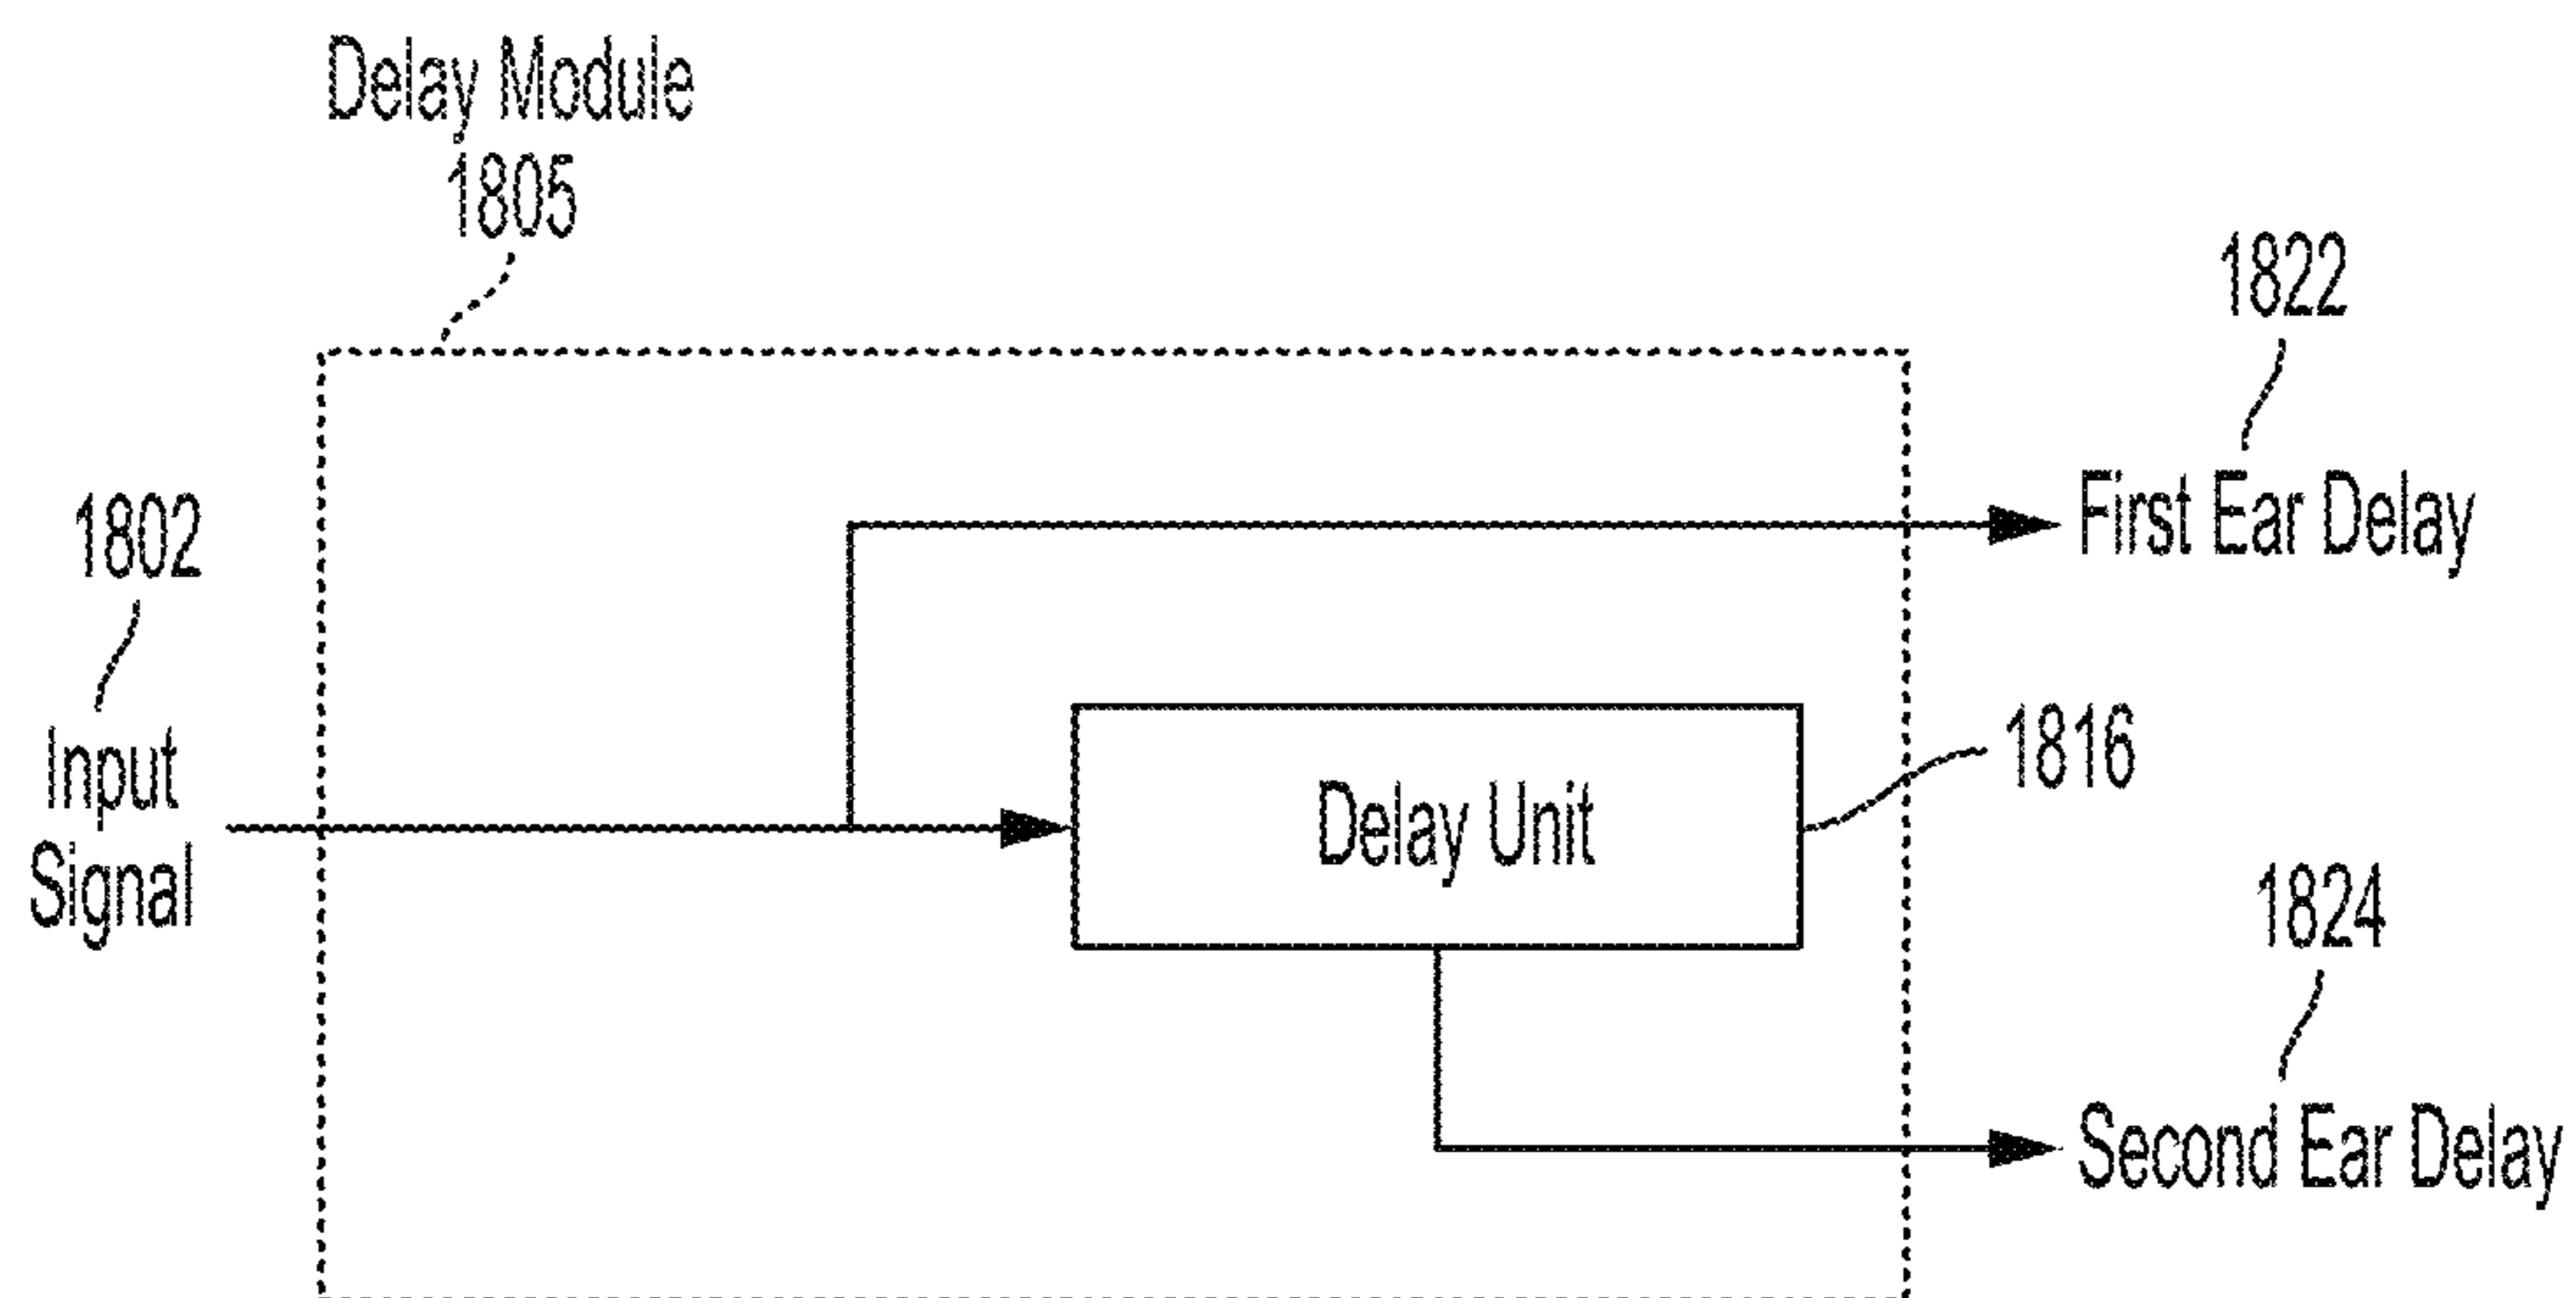 Delay Module
1805
1822
First Ear Delay
1802
Input
Signal
Delay Unit
1816
1824
Second Ear Delay